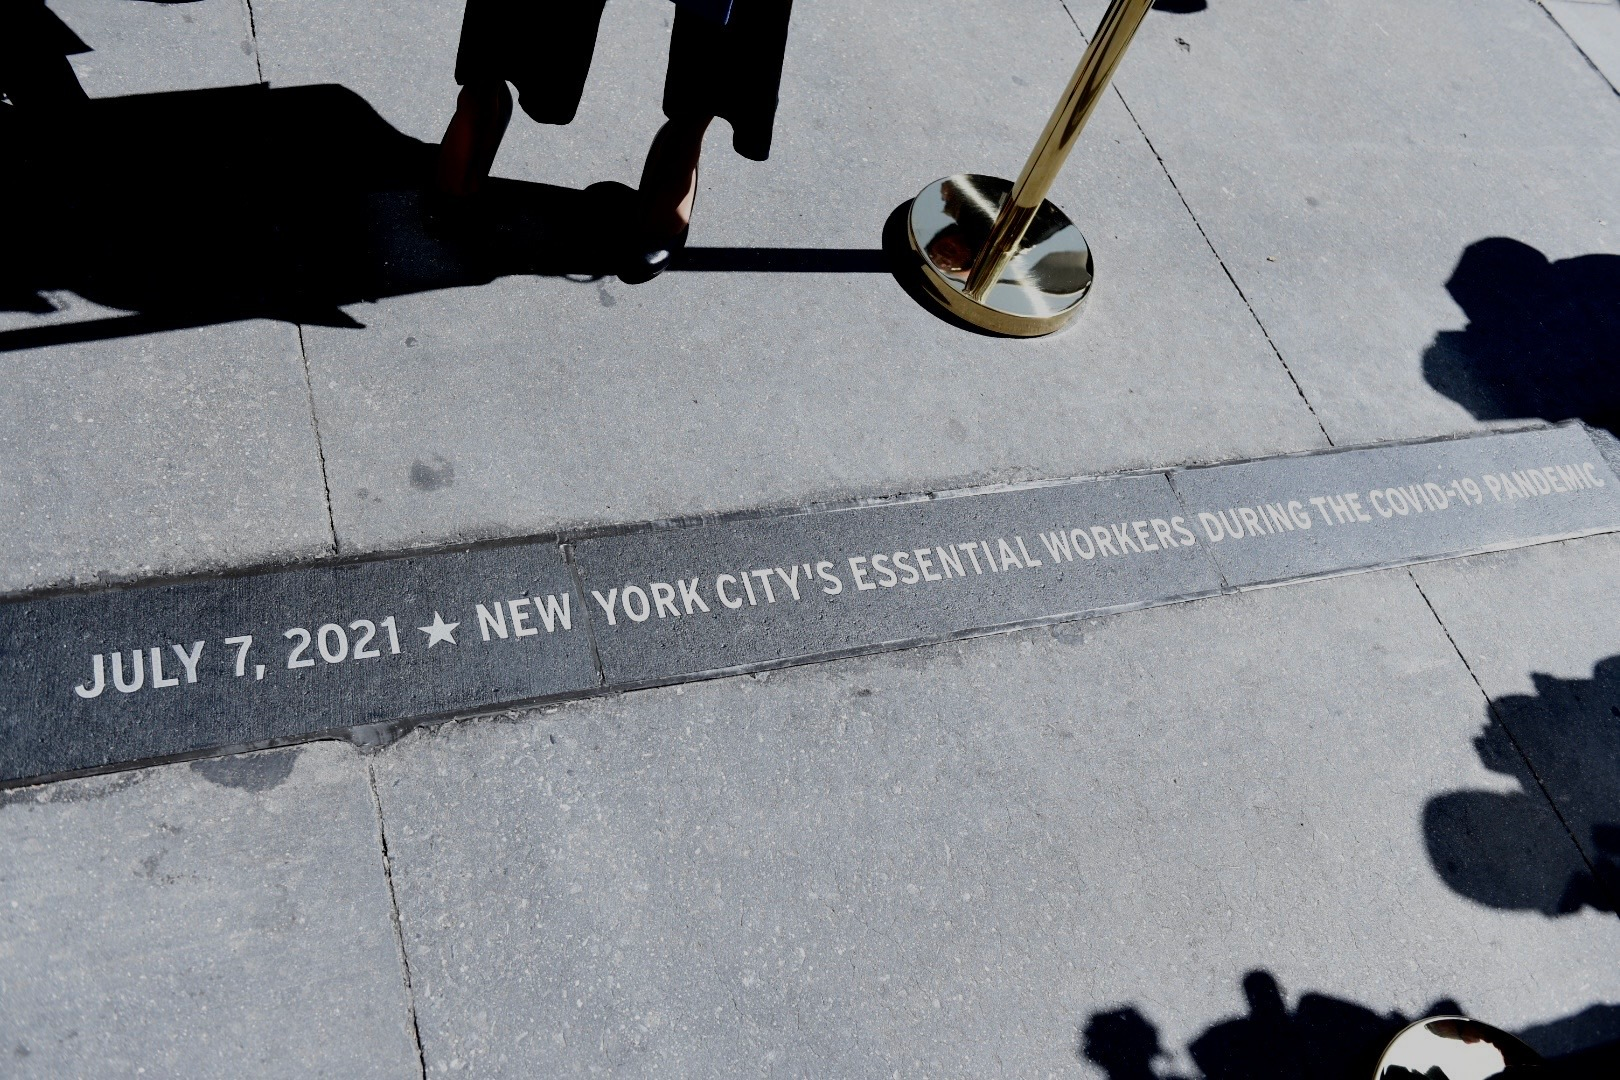 JULY 7, 2021 ★ NEW YORK CITY'S ESSENTIAL WORKERS DURING THE COVID-19 PANDEMIC